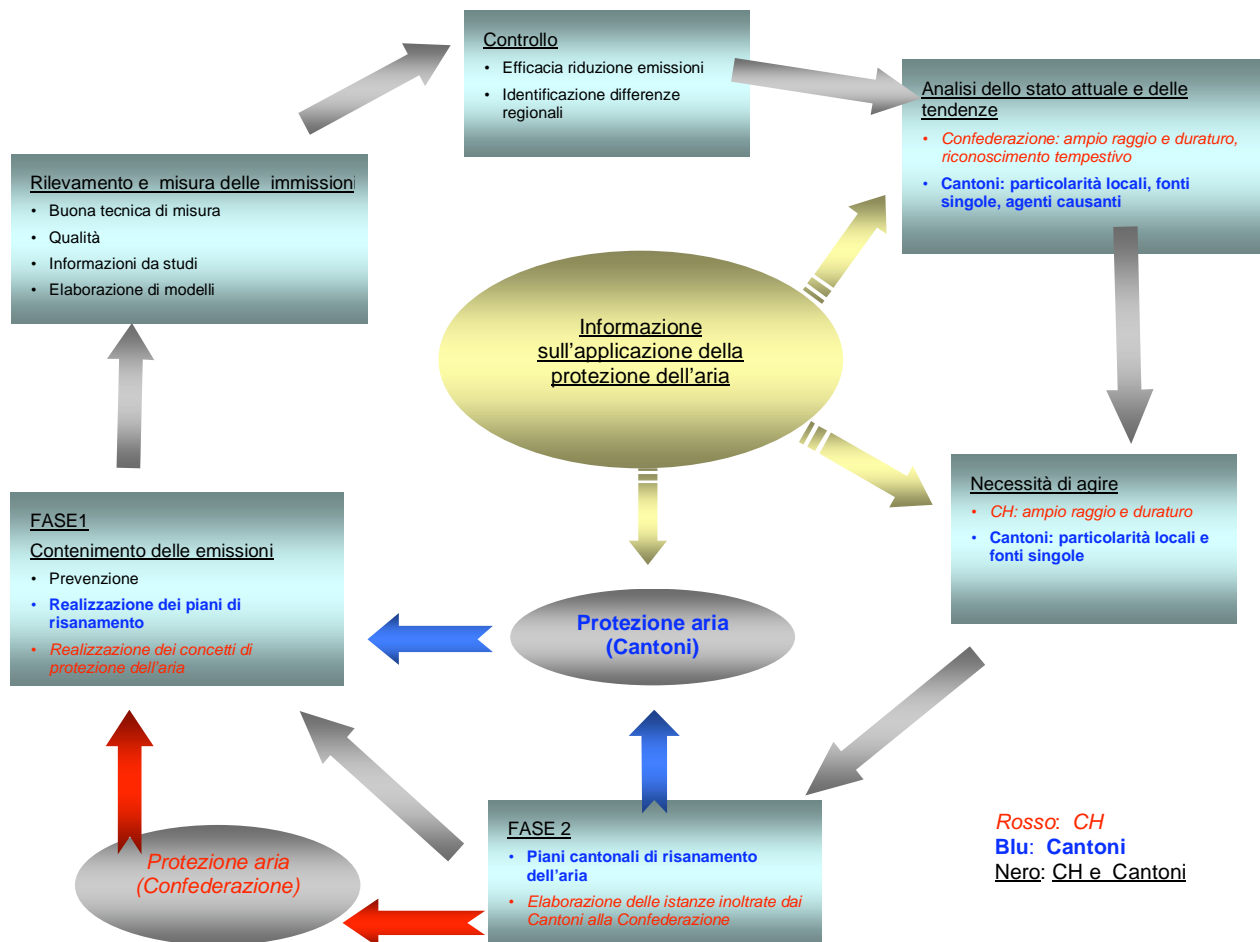 Controllo
• Efficacia riduzione emissioni
• Identificazione differenze
regionali
Analisi dello stato attuale e delle
tendenze
• Confederazione: ampio raggio e duraturo,
riconoscimento tempestivo
• Cantoni: particolarità locali, fonti
singole, agenti causanti
Rilevamento e misura delle immissioni
• Buona tecnica di misura
• Qualità
• Informazioni da studi
• Elaborazione di modelli
Informazione
sull'applicazione della
protezione dell'aria
Necessità di agire
• CH: ampio raggio e duraturo
• Cantoni: particolarità locali e
fonti singole
FASE1
Contenimento delle emissioni
• Prevenzione
• Realizzazione dei piani di
risanamento
• Realizzazione dei concetti di
protezione dell'aria
Protezione aria
(Cantoni)
FASE 2
• Piani cantonali di risanamento
dell'aria
• Elaborazione delle istanze inoltrate dai
Cantoni alla Confederazione
Protezione aria
(Confederazione)
Rosso: CH
Blu: Cantoni
Nero: CH e Cantoni